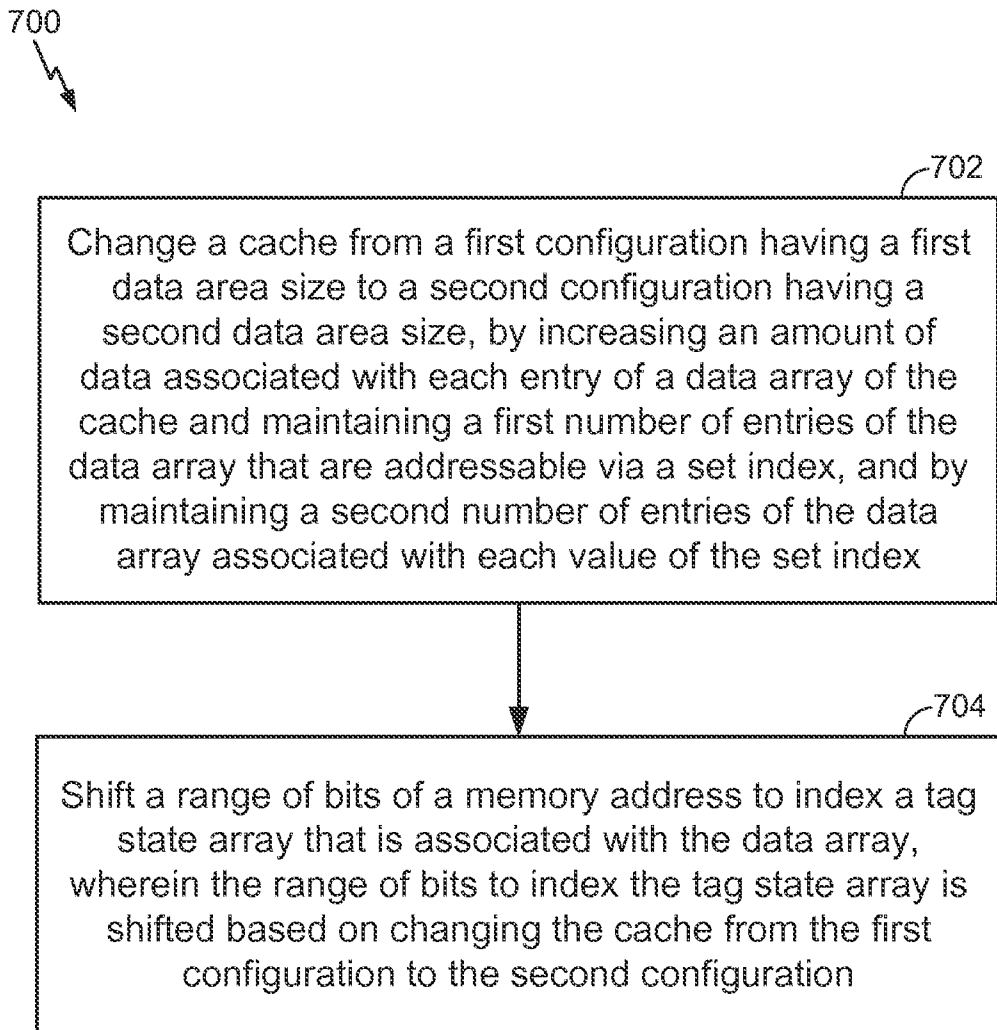 700
702
Change a cache from a first configuration having a first
data area size to a second configuration having a
second data area size, by increasing an amount of
data associated with each entry of a data array of the
cache and maintaining a first number of entries of the
data array that are addressable via a set index, and by
maintaining a second number of entries of the data
array associated with each value of the set index
704
Shift a range of bits of a memory address to index a tag
state array that is associated with the data array,
wherein the range of bits to index the tag state array is
shifted based on changing the cache from the first
configuration to the second configuration